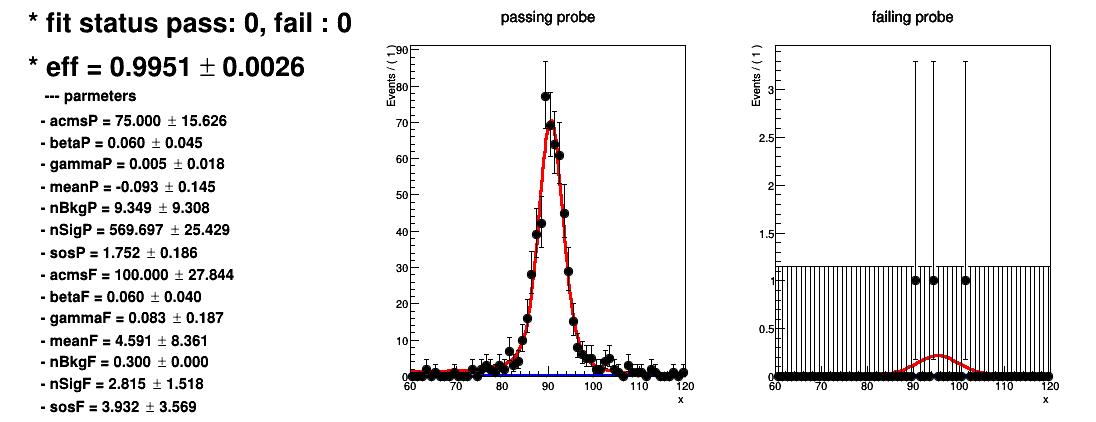 * fit status pass: 0, fail : 0
* eff = 0.9951 ± 0.0026
--- parmeters
- acmsP = 75.000 ± 15.626
- betaP = 0.060 ± 0.045
- gammaP = 0.005 ± 0.018
- meanP = -0.093 ± 0.145
- nBkgP = 9.349 ± 9.308
- nSigP = 569.697 ± 25.429
- sosP = 1.752 ± 0.186
- acmsF = 100.000 ± 27.844
- betaF = 0.060 ± 0.040
- gammaF = 0.083 ± 0.187
- meanF = 4.591 ± 8.361
- nBkgF = 0.300 ± 0.000
- nSigF = 2.815 ± 1.518
- sosF = 3.932 ± 3.569
passing probe
Events / ( 1 )
90
80
70
60
50
40
30
20
10
0
60 70 80 90 100 110 120
x
failing probe
Events / ( 1 )
3
2.5
2
1.5
1
0.5
0
60 70 80 90 100 110 120
x